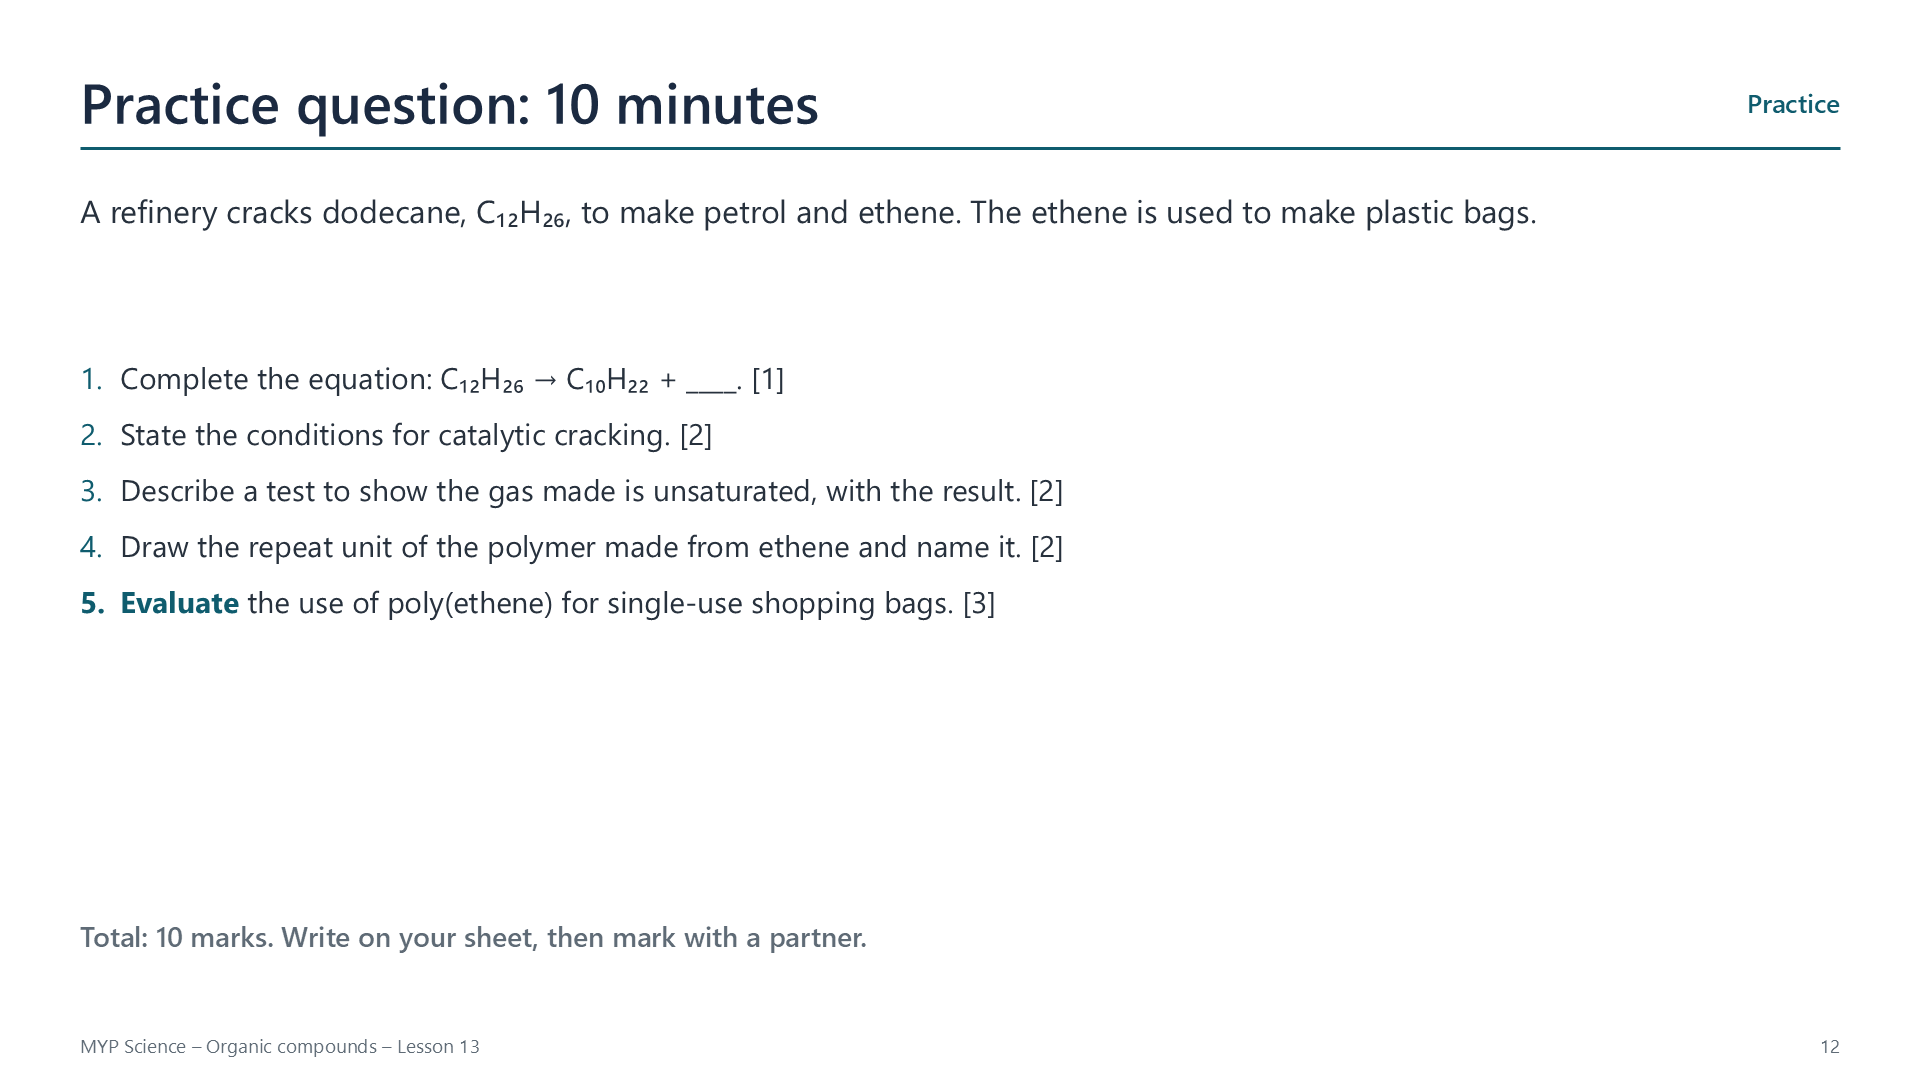 Practice question: 10 minutes
Practice
A refinery cracks dodecane, C₁₂H₂₆, to make petrol and ethene. The ethene is used to make plastic bags.
1. Complete the equation: C₁₂H₂₆ → C₁₀H₂₂ + ____. [1]
2. State the conditions for catalytic cracking. [2]
3. Describe a test to show the gas made is unsaturated, with the result. [2]
4. Draw the repeat unit of the polymer made from ethene and name it. [2]
5. Evaluate the use of poly(ethene) for single-use shopping bags. [3]
Total: 10 marks. Write on your sheet, then mark with a partner.
MYP Science – Organic compounds – Lesson 13
12